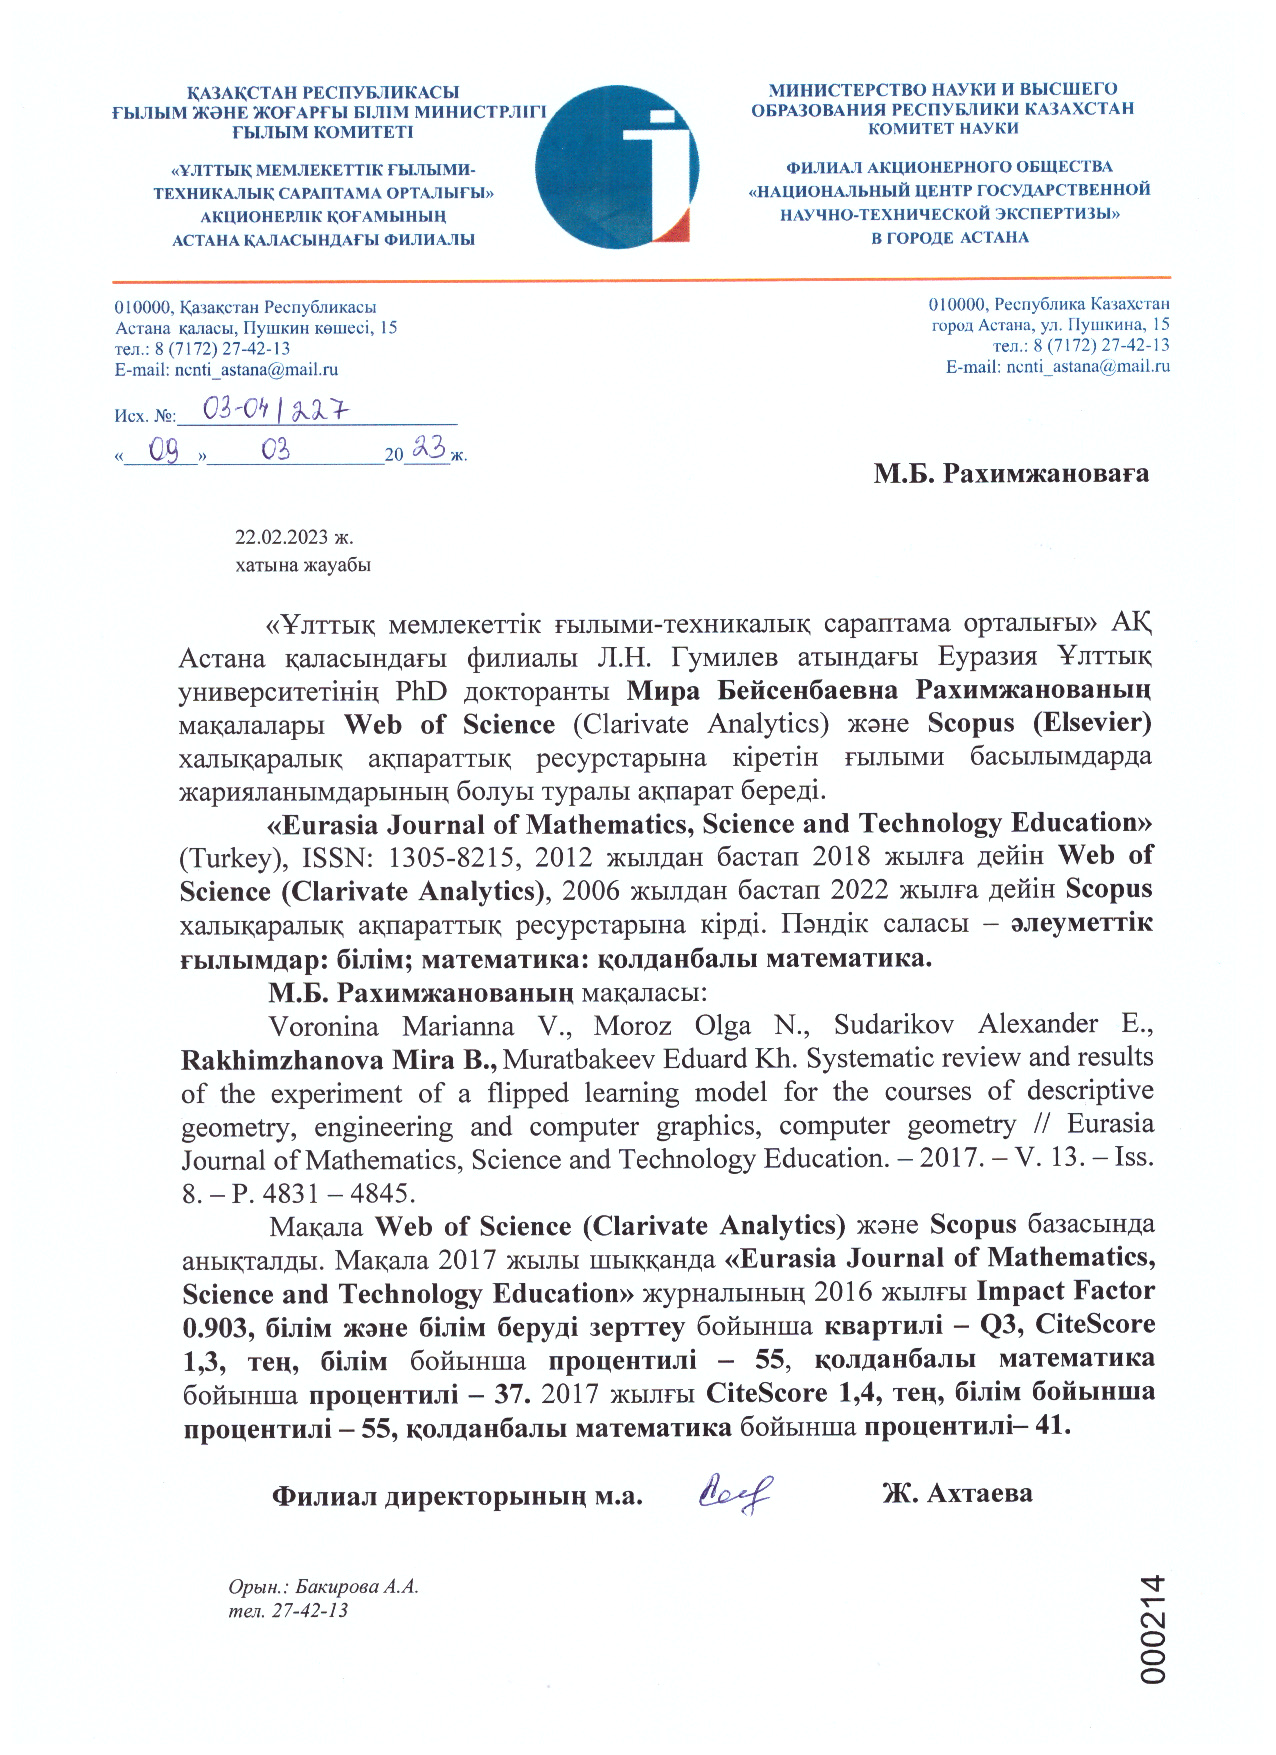 ҚАЗАҚСТАН РЕСПУБЛИКАСЫ
ҒЫЛЫМ ЖӘНЕ ЖОҒАРҒЫ БІЛІМ МИНИСТРЛІГІ
ҒЫЛЫМ КОМИТЕТІ
«ҰЛТТЫҚ МЕМЛЕКЕТТІК ҒЫЛЫМИ-
ТЕХНИКАЛЫҚ САРАПТАМА ОРТАЛЫҒЫ»
АКЦИОНЕРЛІК ҚОҒАМЫНЫҢ
АСТАНА ҚАЛАСЫНДАҒЫ ФИЛИАЛЫ
МИНИСТЕРСТВО НАУКИ И ВЫСШЕГО
ОБРАЗОВАНИЯ РЕСПУБЛИКИ КАЗАХСТАН
КОМИТЕТ НАУКИ
ФИЛИАЛ АКЦИОНЕРНОГО ОБЩЕСТВА
«НАЦИОНАЛЬНЫЙ ЦЕНТР ГОСУДАРСТВЕННОЙ
НАУЧНО-ТЕХНИЧЕСКОЙ ЭКСПЕРТИЗЫ»
В ГОРОДЕ АСТАНА
010000, Қазақстан Республикасы
Астана қаласы, Пушкин көшесі, 15
тел.: 8 (7172) 27-42-13
E-mail: ncnti_astana@mail.ru
010000, Республика Казахстан
город Астана, ул. Пушкина, 15
тел.: 8 (7172) 27-42-13
E-mail: ncnti_astana@mail.ru
Исх. №: 03-04/227
«09» 03 2023 ж.
М.Б. Рахимжановаға
22.02.2023 ж.
хатына жауабы
«Ұлттық мемлекеттік ғылыми-техникалық сараптама орталығы» АҚ
Астана қаласындағы филиалы Л.Н. Гумилев атындағы Еуразия Ұлттық
университетінің PhD докторанты Мира Бейсенбаевна Рахимжанованың
мақалалары Web of Science (Clarivate Analytics) және Scopus (Elsevier)
халықаралық ақпараттық ресурстарына кіретін ғылыми басылымдарда
жарияланымдарының болуы туралы ақпарат береді.
«Eurasia Journal of Mathematics, Science and Technology Education»
(Turkey), ISSN: 1305-8215, 2012 жылдан бастап 2018 жылға дейін Web of
Science (Clarivate Analytics), 2006 жылдан бастап 2022 жылға дейін Scopus
халықаралық ақпараттық ресурстарына кірді. Пәндік саласы – әлеуметтік
ғылымдар: білім; математика: қолданбалы математика.
М.Б. Рахимжанованың мақаласы:
Voronina Marianna V., Moroz Olga N., Sudarikov Alexander E.,
Rakhimzhanova Mira B., Muratbakeev Eduard Kh. Systematic review and results
of the experiment of a flipped learning model for the courses of descriptive
geometry, engineering and computer graphics, computer geometry // Eurasia
Journal of Mathematics, Science and Technology Education. – 2017. – V. 13. – Iss.
8. – P. 4831 – 4845.
Мақала Web of Science (Clarivate Analytics) және Scopus базасында
анықталды. Мақала 2017 жылы шыққанда «Eurasia Journal of Mathematics,
Science and Technology Education» журналының 2016 жылғы Impact Factor
0.903, білім және білім беруді зерттеу бойынша квартилі – Q3, CiteScore
1,3, тең, білім бойынша процентилі – 55, қолданбалы математика
бойынша процентилі – 37. 2017 жылғы CiteScore 1,4, тең, білім бойынша
процентилі – 55, қолданбалы математика бойынша процентилі– 41.
Филиал директорының м.а. Ж. Ахтаева
Орын.: Бакирова А.А.
тел. 27-42-13
000214